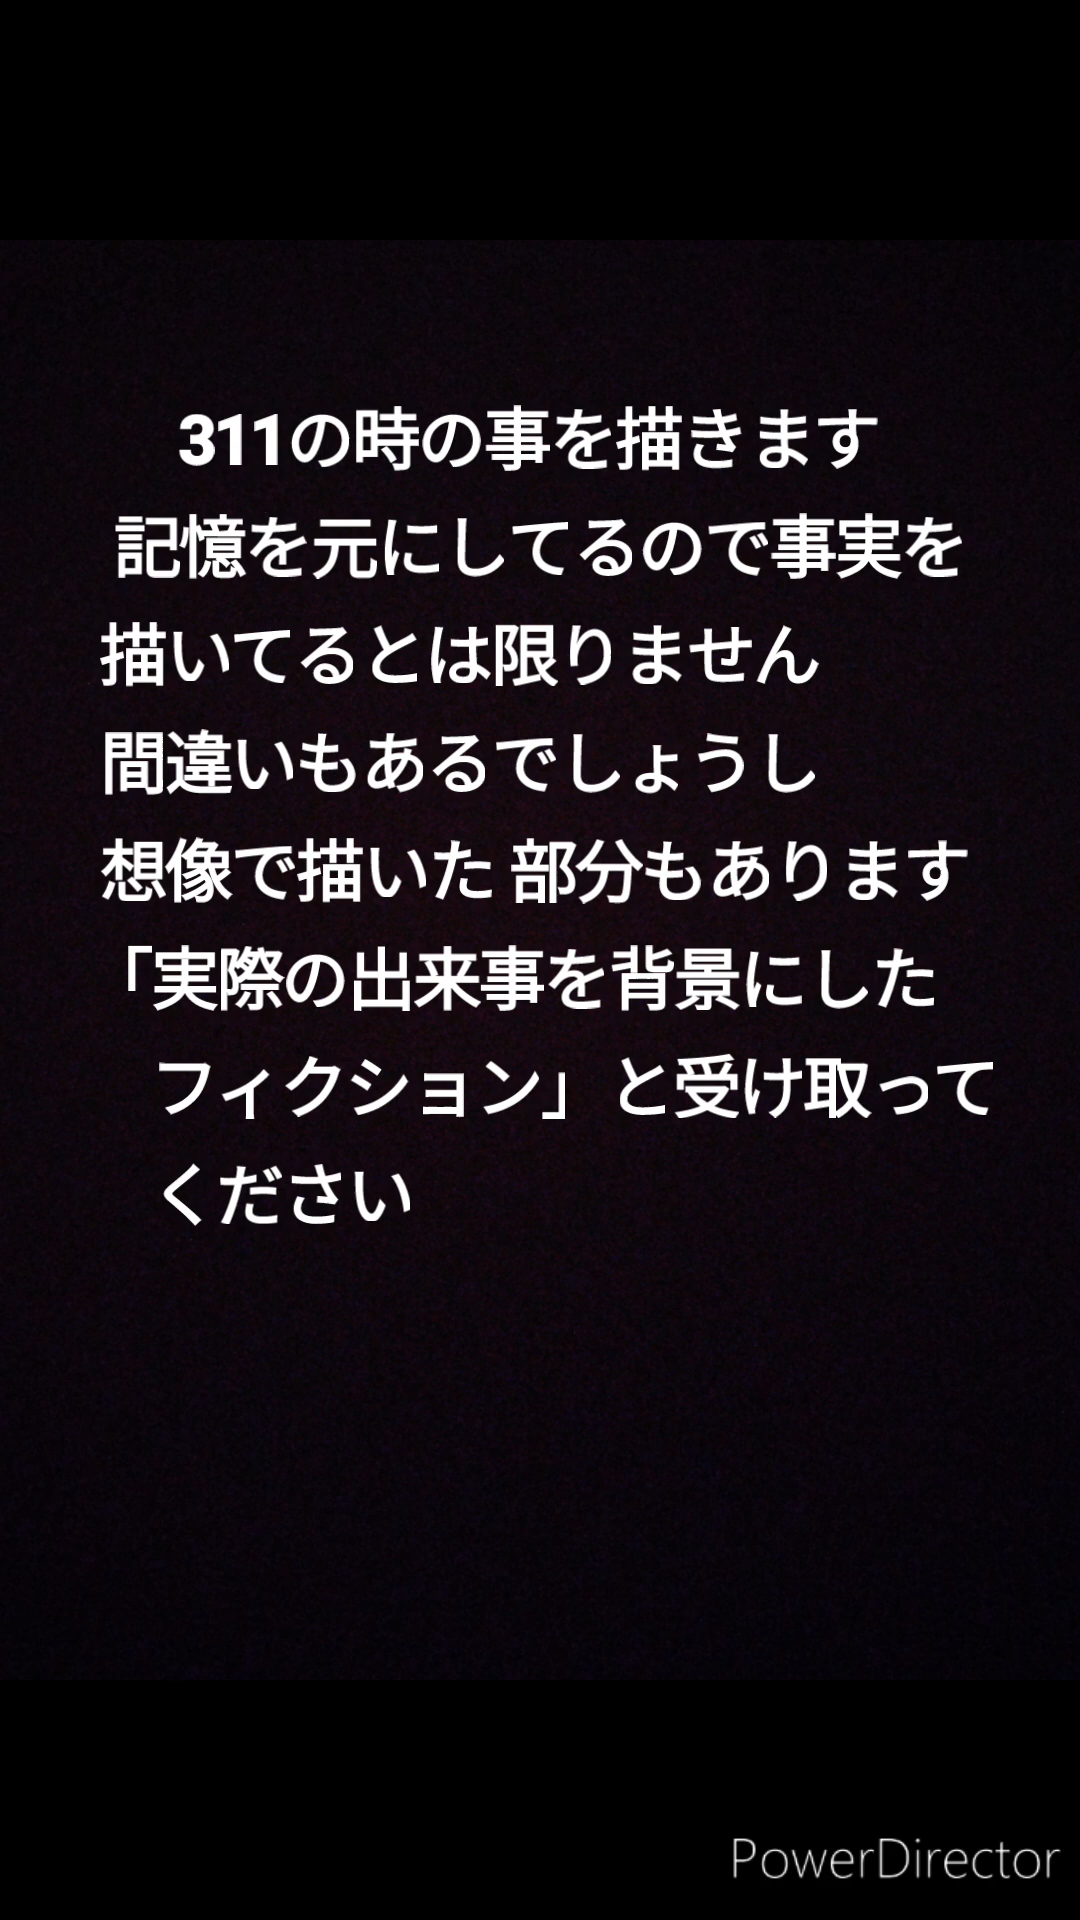 311の時の事を描きます
記憶を元にしてるので事実を
描いてるとは限りません
間違いもあるでしょうし
想像で描いた 部分もあります
「実際の出来事を背景にした
フィクション」と受け取って
ください
PowerDirector